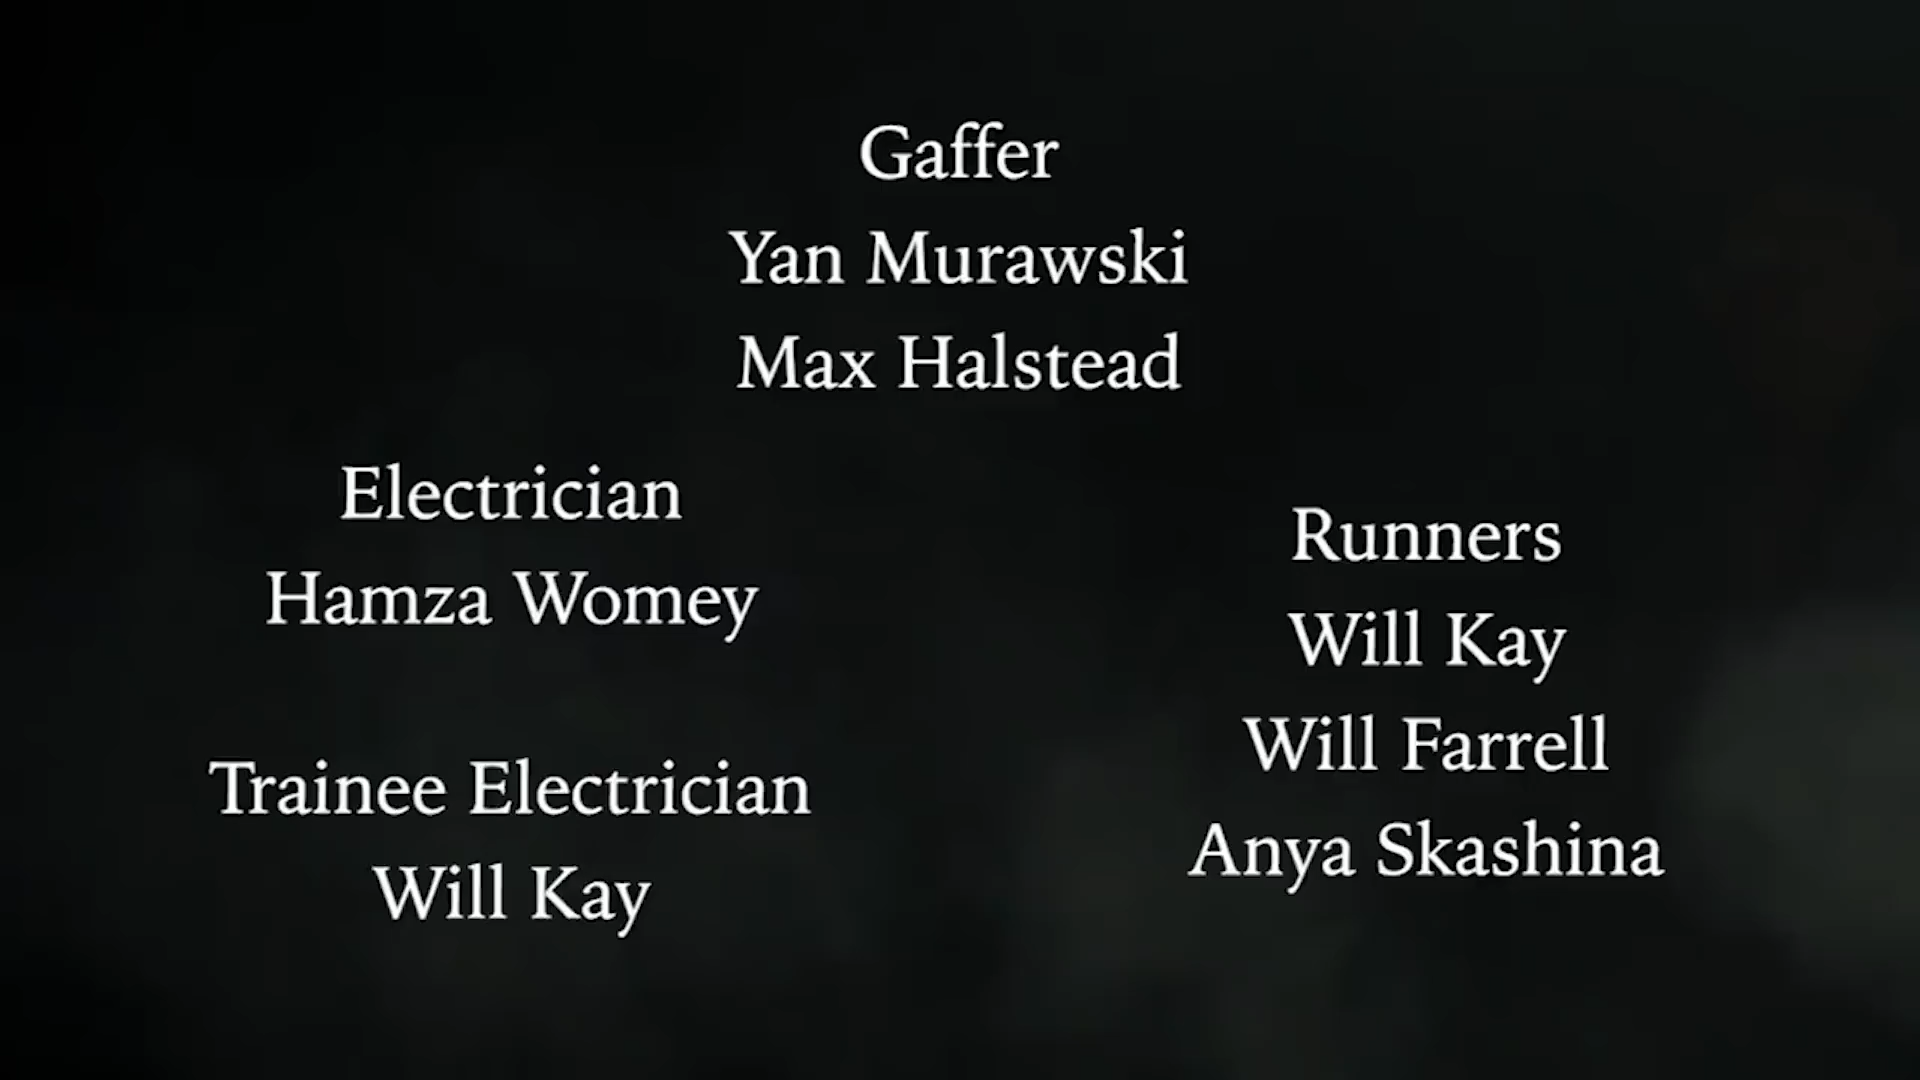 Gaffer
Yan Murawski
Max Halstead
Electrician
Hamza Womey
Trainee Electrician
Will Kay
Runners
Will Kay
Will Farrell
Anya Skashina